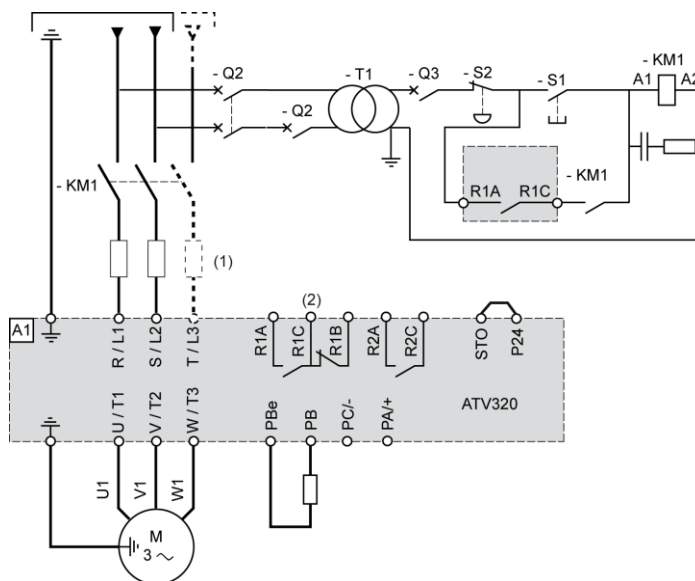 - Q2
- T1
- Q3
- S2
- S1
- KM1
A1
A2
- Q2
- KM1
R1A
R1C
- KM1
(1)
(2)
A1
R / L1
S / L2
T / L3
R1A
R1C
R1B
R2A
R2C
STO
P24
ATV320
U / T1
V / T2
W / T3
PBe
PB
PC/-
PA/+
U1
V1
W1
M
3 ~